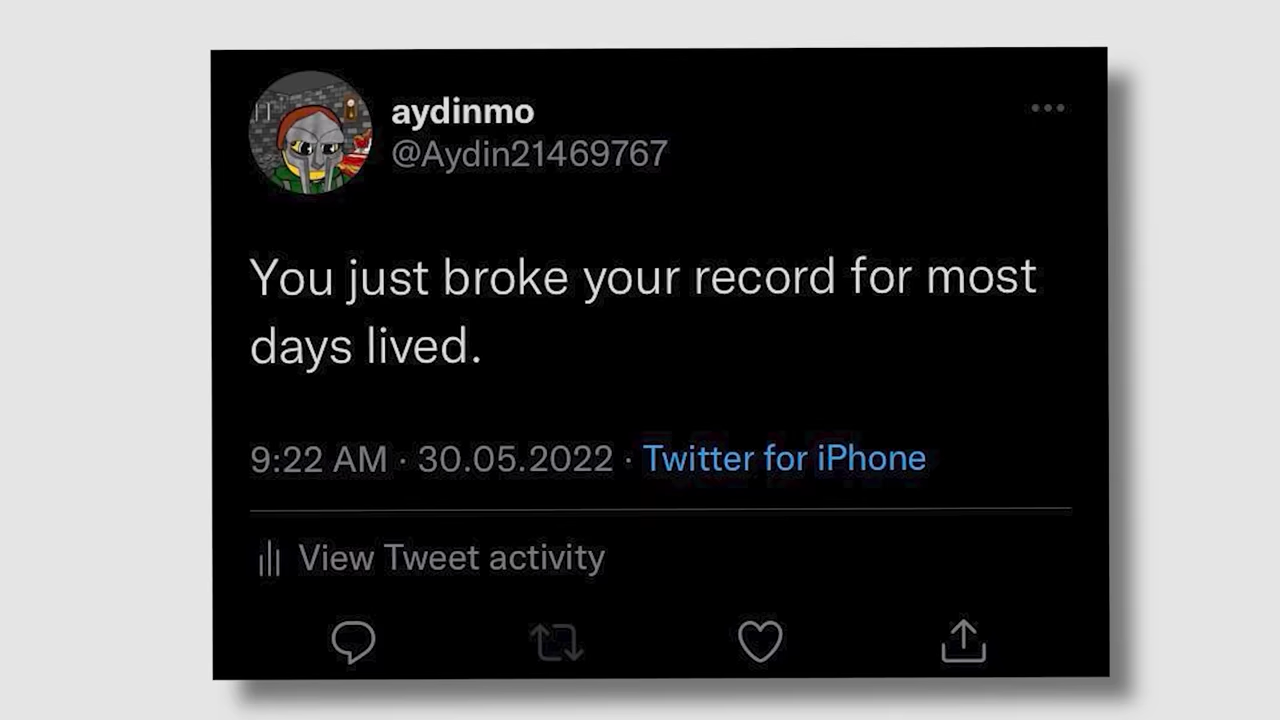 aydinmo
@Aydin21469767
You just broke your record for most
days lived.
9:22 AM · 30.05.2022 · Twitter for iPhone
View Tweet activity